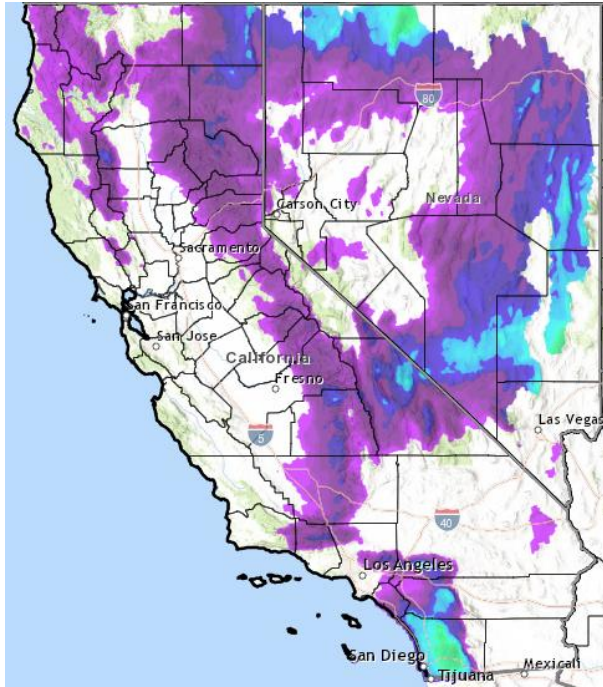 80
Carson City
Nevada
Sacramento
San Francisco
San Jose
California
Fresno
5
Las Vegas
40
Los Angeles
San Diego
Tijuana
Mexicali